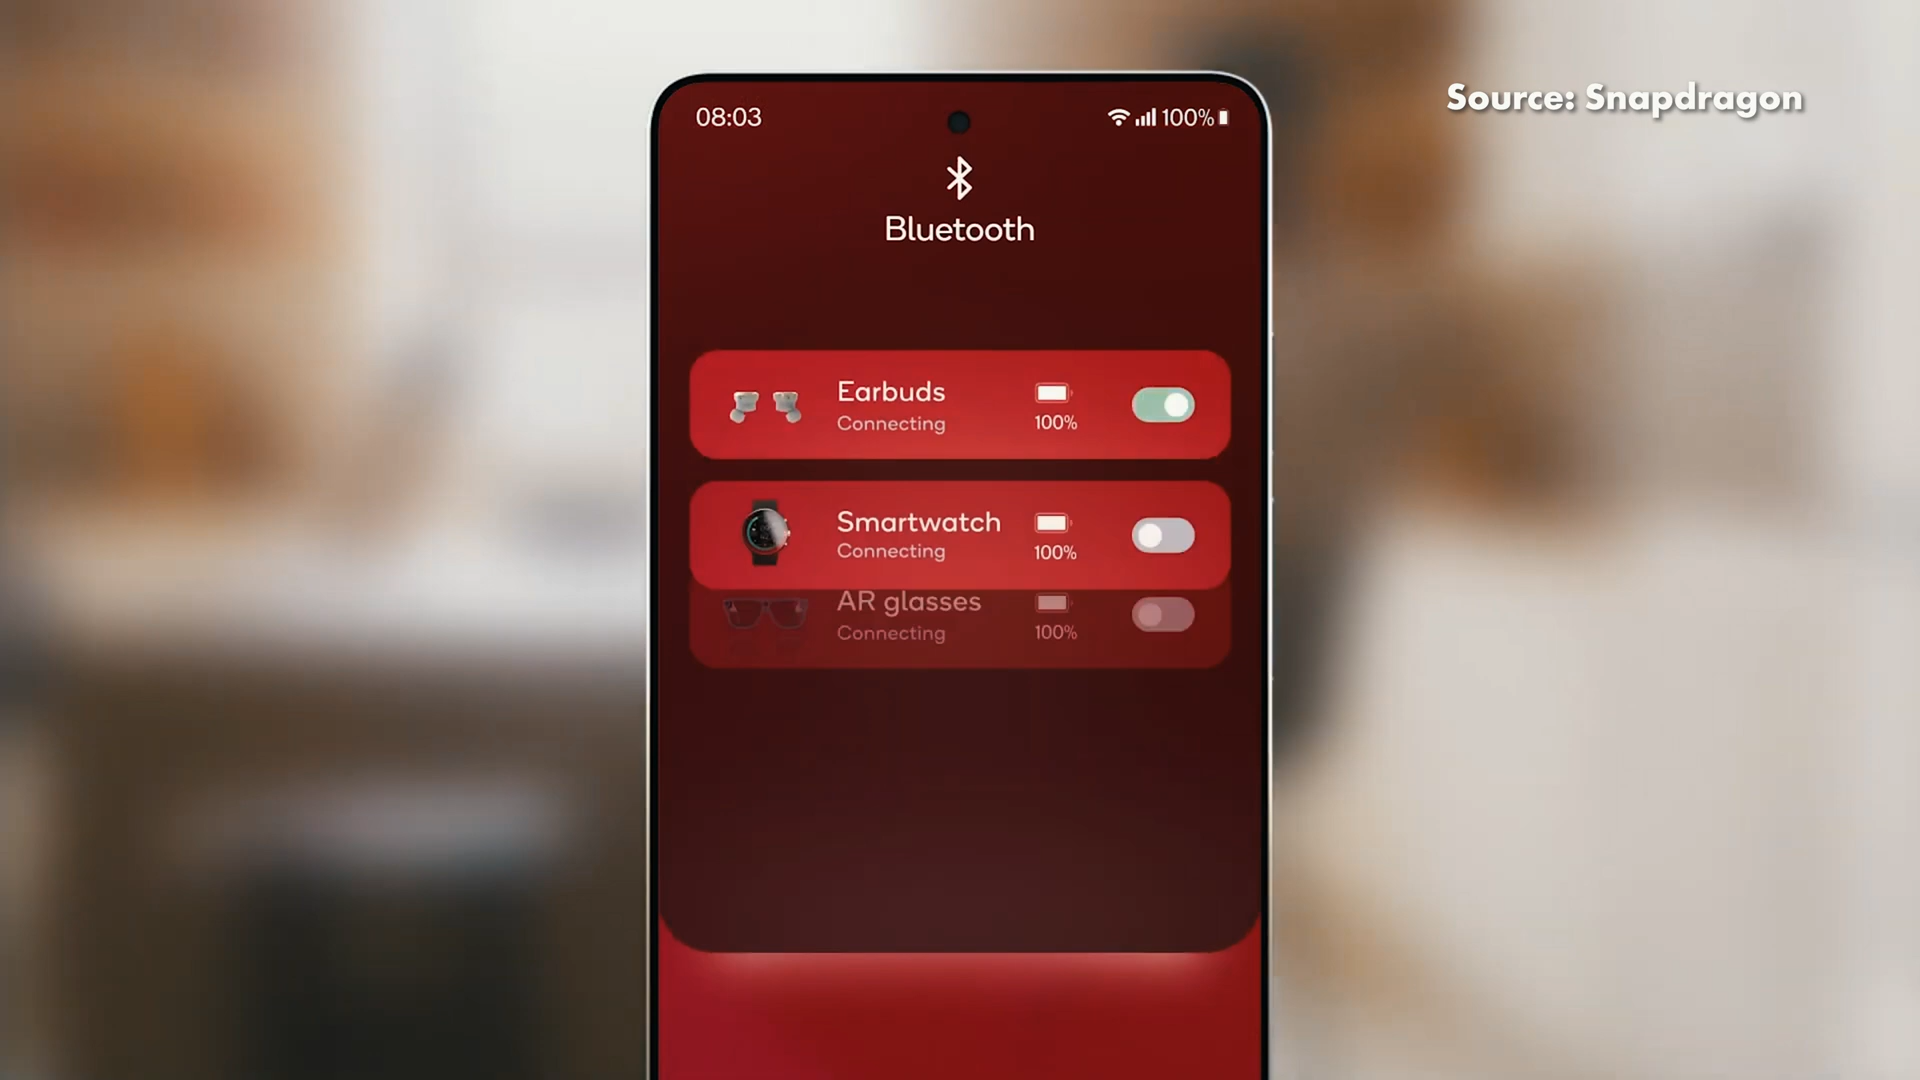 Source: Snapdragon
08:03
100%
Bluetooth
Earbuds
Connecting
100%
Smartwatch
Connecting
100%
AR glasses
Connecting
100%